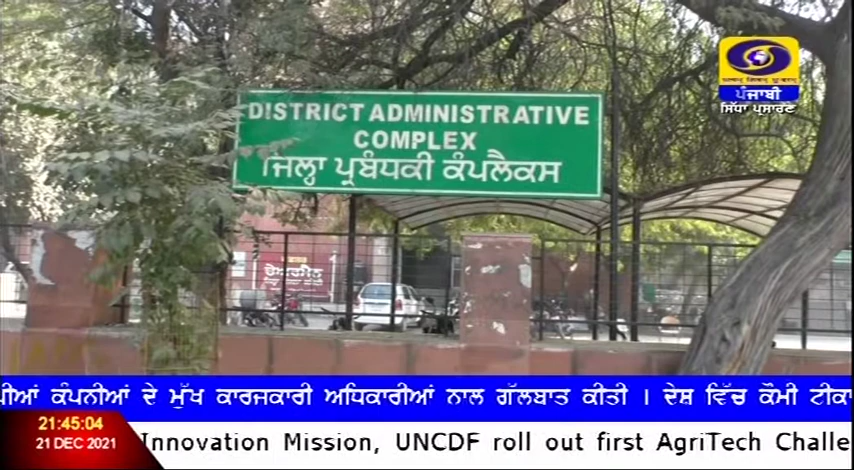 DISTRICT ADMINISTRATIVE
COMPLEX
ਜਿਲ੍ਹਾ ਪ੍ਰਬੰਧਕੀ ਕੰਪਲੈਕਸ
ਪੰਜਾਬੀ
ਸਿੱਧਾ ਪ੍ਰਸਾਰਣ
ਪੀਆਂ ਕੰਪਨੀਆਂ ਦੇ ਮੁੱਖ ਕਾਰਜਕਾਰੀ ਅਧਿਕਾਰੀਆਂ ਨਾਲ ਗੱਲਬਾਤ ਕੀਤੀ । ਦੇਸ਼ ਵਿੱਚ ਕੌਮੀ ਟੀਕਾ
21:45:04
21 DEC 2021
Innovation Mission, UNCDF roll out first AgriTech Challe